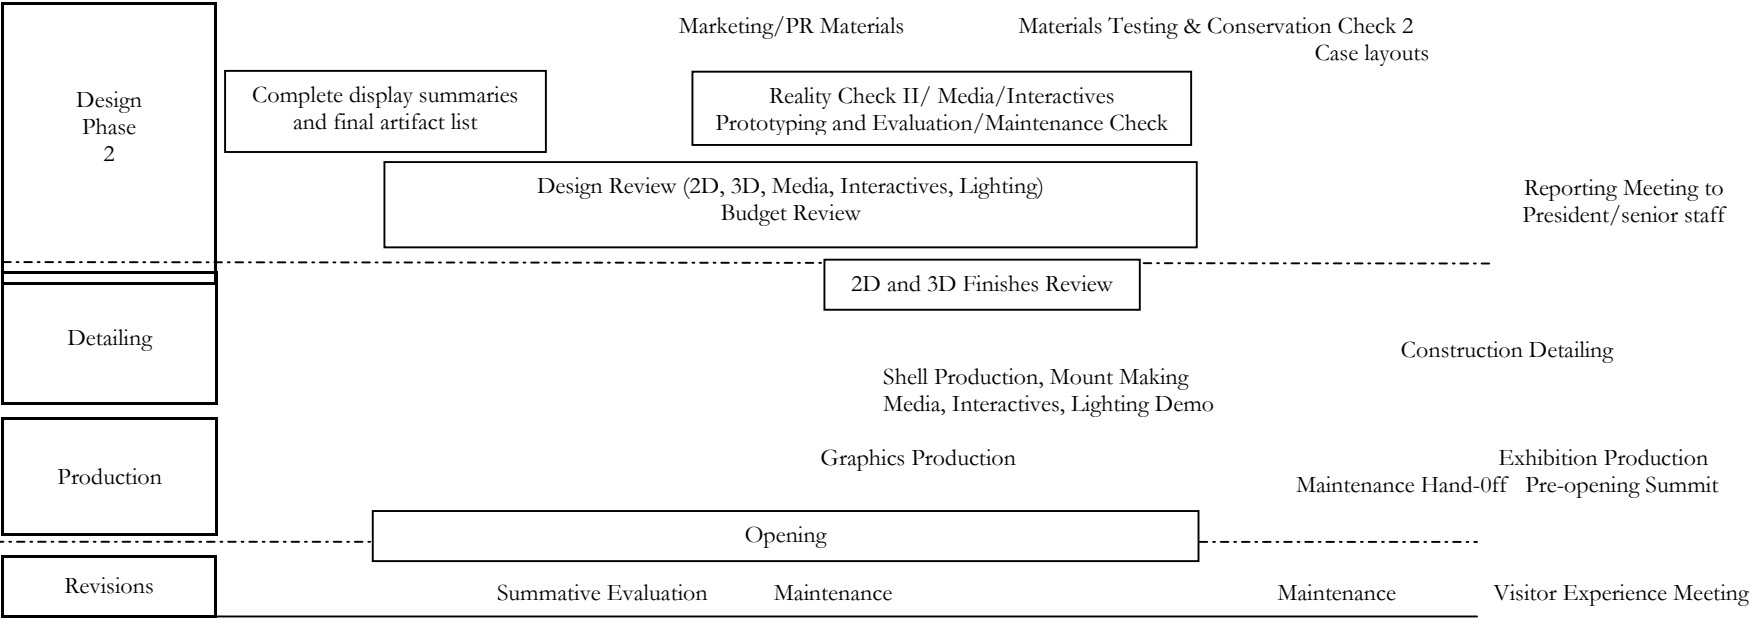 Marketing/PR Materials Materials Testing & Conservation Check 2
Case layouts
Design
Phase
2
Complete display summaries
and final artifact list
Reality Check II/ Media/Interactives
Prototyping and Evaluation/Maintenance Check
Design Review (2D, 3D, Media, Interactives, Lighting)
Budget Review
Reporting Meeting to
President/senior staff
2D and 3D Finishes Review
Detailing
Construction Detailing
Shell Production, Mount Making
Media, Interactives, Lighting Demo
Production
Graphics Production
Exhibition Production
Maintenance Hand-0ff Pre-opening Summit
Opening
Revisions
Summative Evaluation Maintenance Maintenance Visitor Experience Meeting